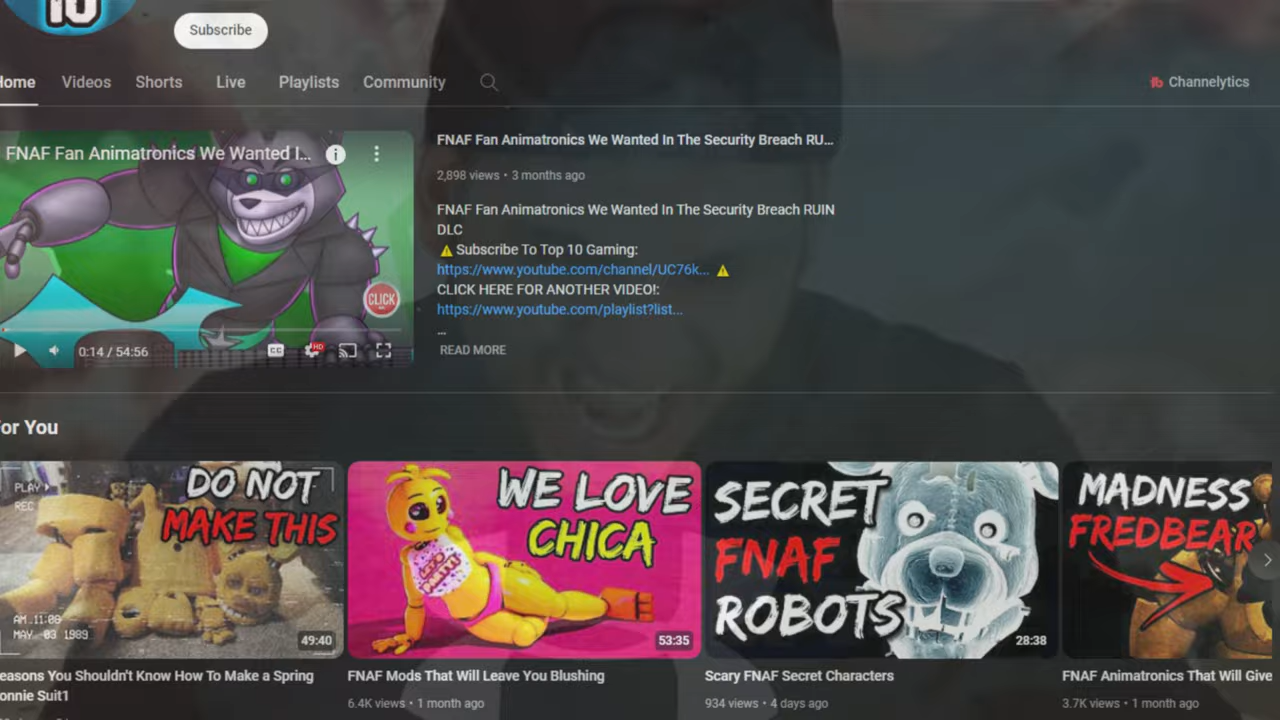 10
Subscribe
Home
Videos
Shorts
Live
Playlists
Community
Channelytics
FNAF Fan Animatronics We Wanted I...
CLICK
0:14 / 54:56
CC
HD
FNAF Fan Animatronics We Wanted In The Security Breach RU...
2,898 views • 3 months ago
FNAF Fan Animatronics We Wanted In The Security Breach RUIN
DLC
⚠ Subscribe To Top 10 Gaming:
https://www.youtube.com/channel/UC76k... ⚠
CLICK HERE FOR ANOTHER VIDEO!:
https://www.youtube.com/playlist?list...
...
READ MORE
For You
PLAY
REC
DO NOT
MAKE THIS
AM 11:00
MAY. 03 1989
49:40
WE LOVE
CHICA
53:35
SECRET
FNAF
ROBOTS
28:38
MADNESS
FREDBEAR
easons You Shouldn't Know How To Make a Spring
onnie Suit1
FNAF Mods That Will Leave You Blushing
6.4K views • 1 month ago
Scary FNAF Secret Characters
934 views • 4 days ago
FNAF Animatronics That Will Give
3.7K views • 1 month ago